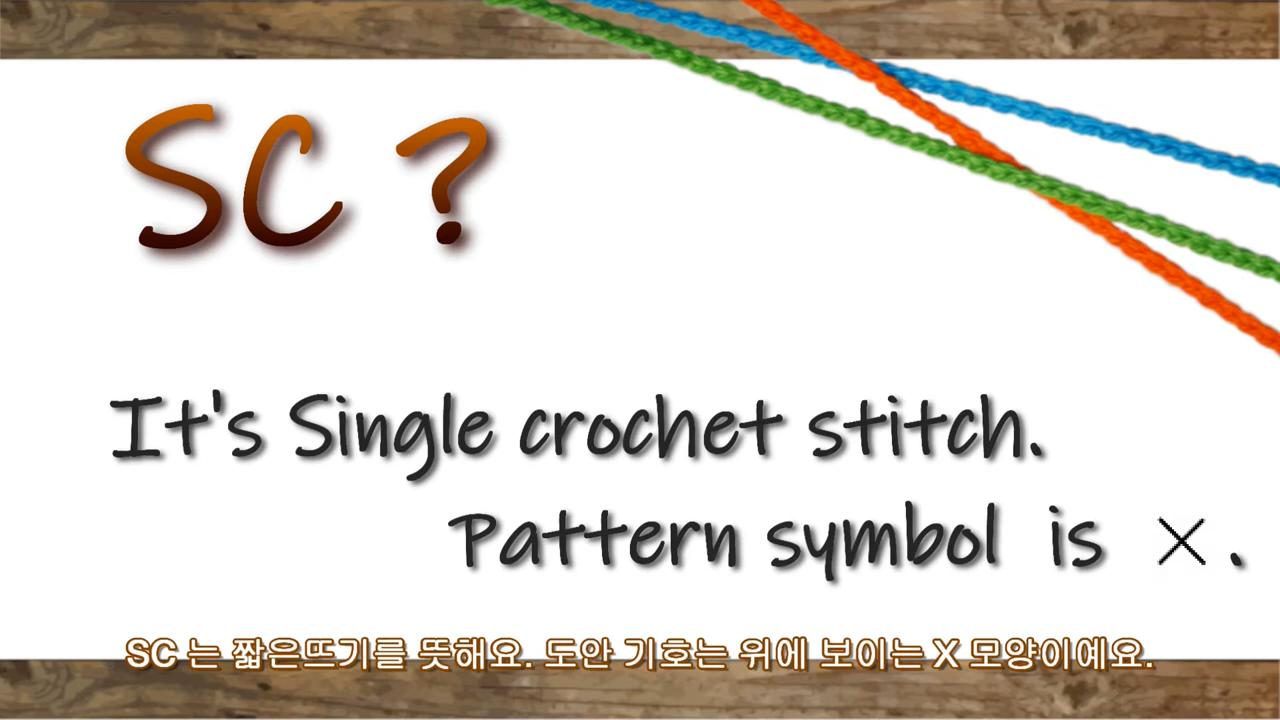 SC ?
It's Single crochet stitch.
Pattern symbol is × .
SC 는 짧은뜨기를 뜻해요. 도안 기호는 위에 보이는 X 모양이예요.